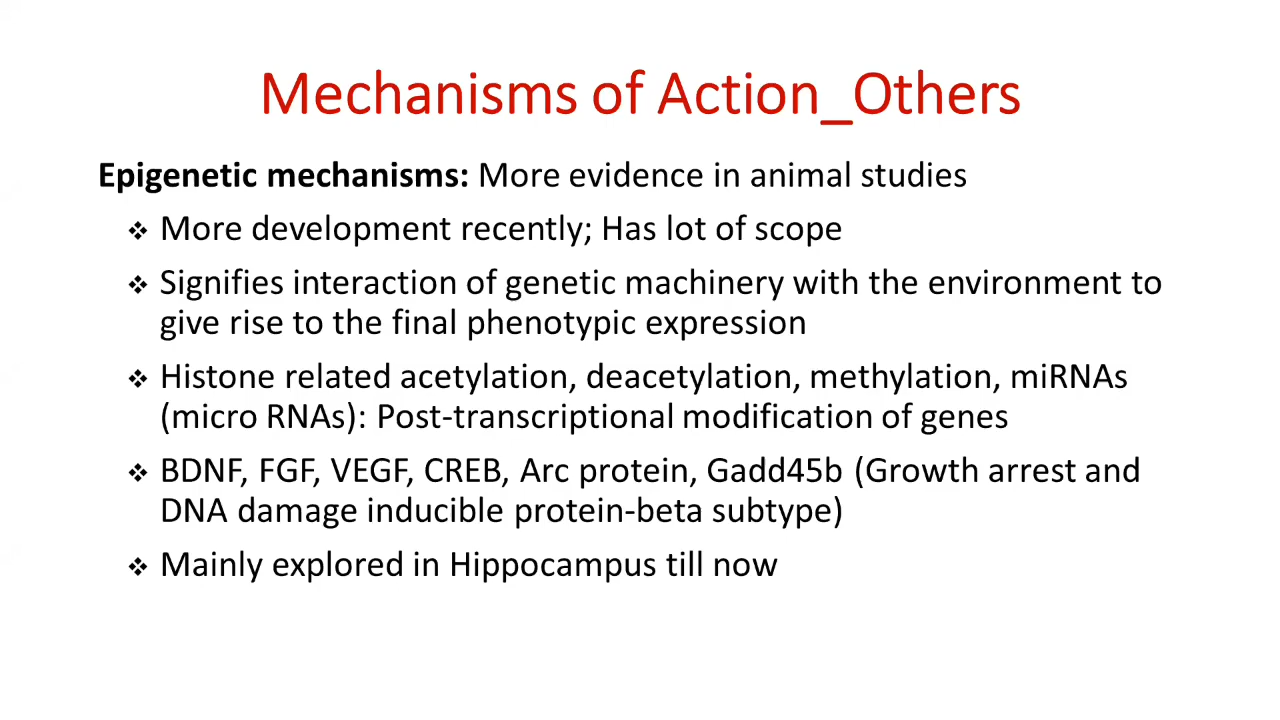 Mechanisms of Action_Others
Epigenetic mechanisms: More evidence in animal studies
❖ More development recently; Has lot of scope
❖ Signifies interaction of genetic machinery with the environment to
give rise to the final phenotypic expression
❖ Histone related acetylation, deacetylation, methylation, miRNAs
(micro RNAs): Post-transcriptional modification of genes
❖ BDNF, FGF, VEGF, CREB, Arc protein, Gadd45b (Growth arrest and
DNA damage inducible protein-beta subtype)
❖ Mainly explored in Hippocampus till now